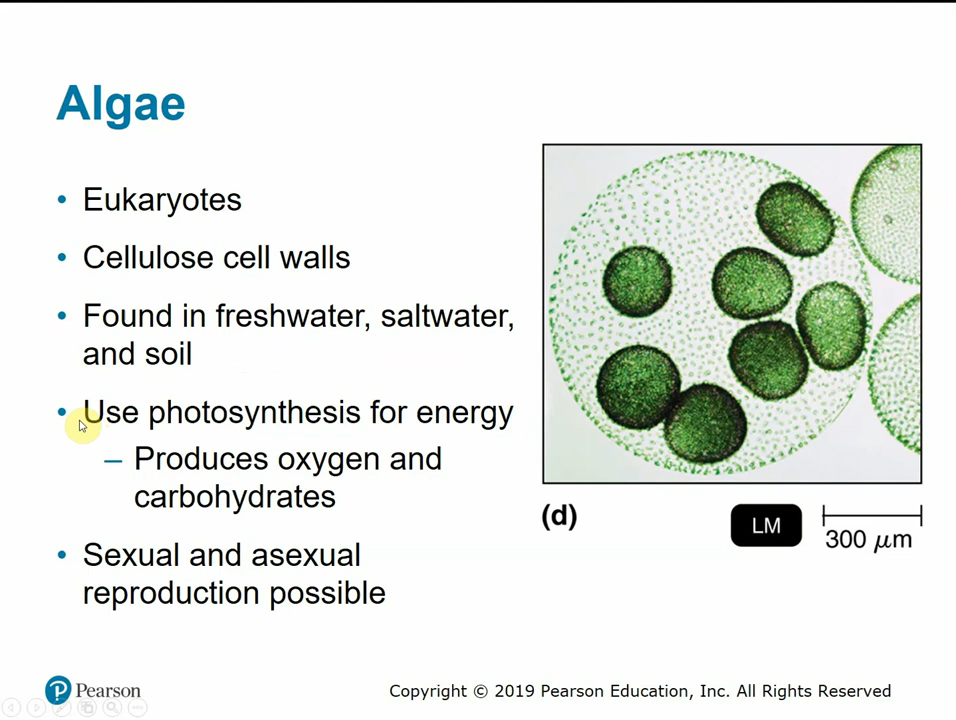 Algae
• Eukaryotes
• Cellulose cell walls
• Found in freshwater, saltwater,
and soil
• Use photosynthesis for energy
– Produces oxygen and
carbohydrates
• Sexual and asexual
reproduction possible
(d)
LM
300 μm
P Pearson
Copyright © 2019 Pearson Education, Inc. All Rights Reserved